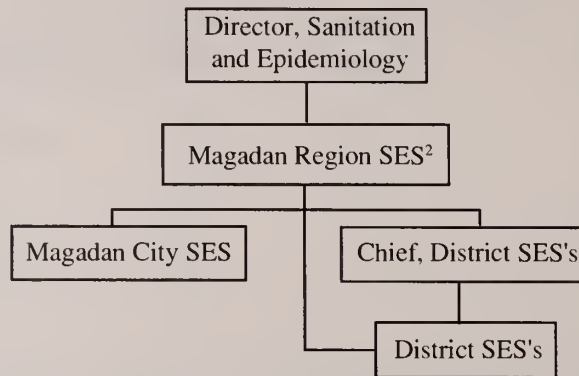 Director, Sanitation
and Epidemiology
Magadan Region SES²
Magadan City SES
Chief, District SES's
District SES's